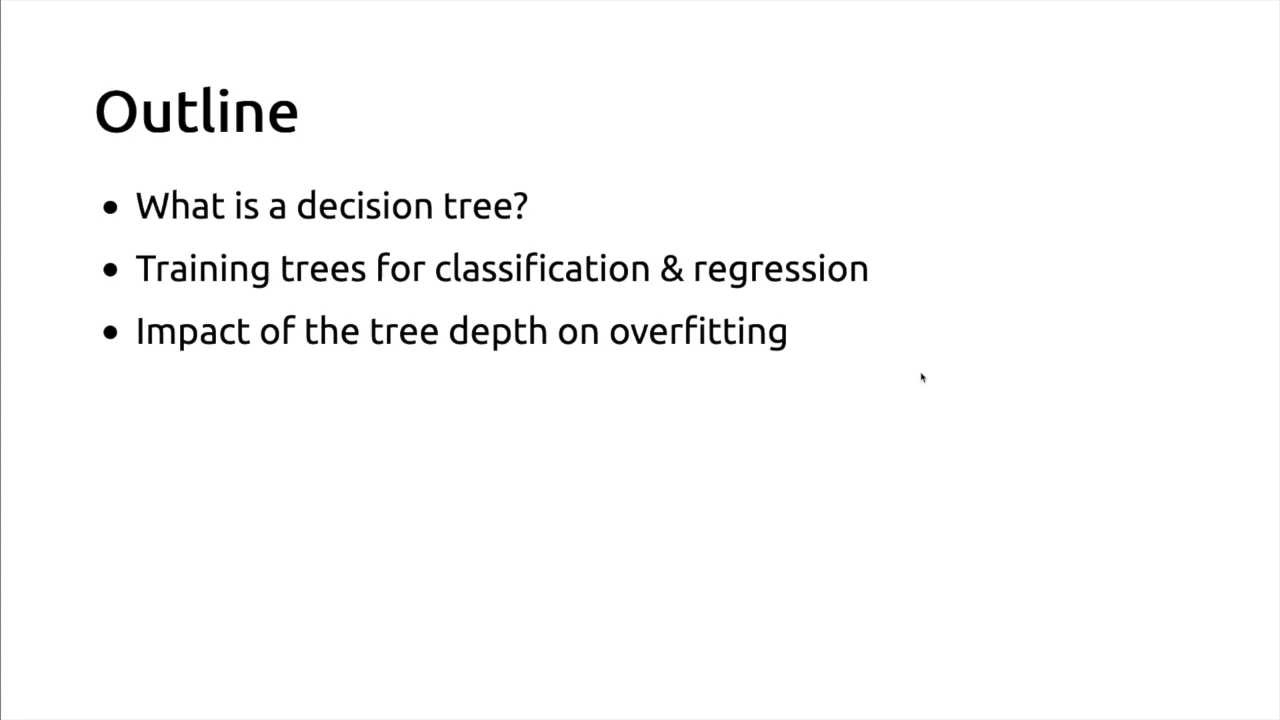 Outline
• What is a decision tree?
• Training trees for classification & regression
• Impact of the tree depth on overfitting